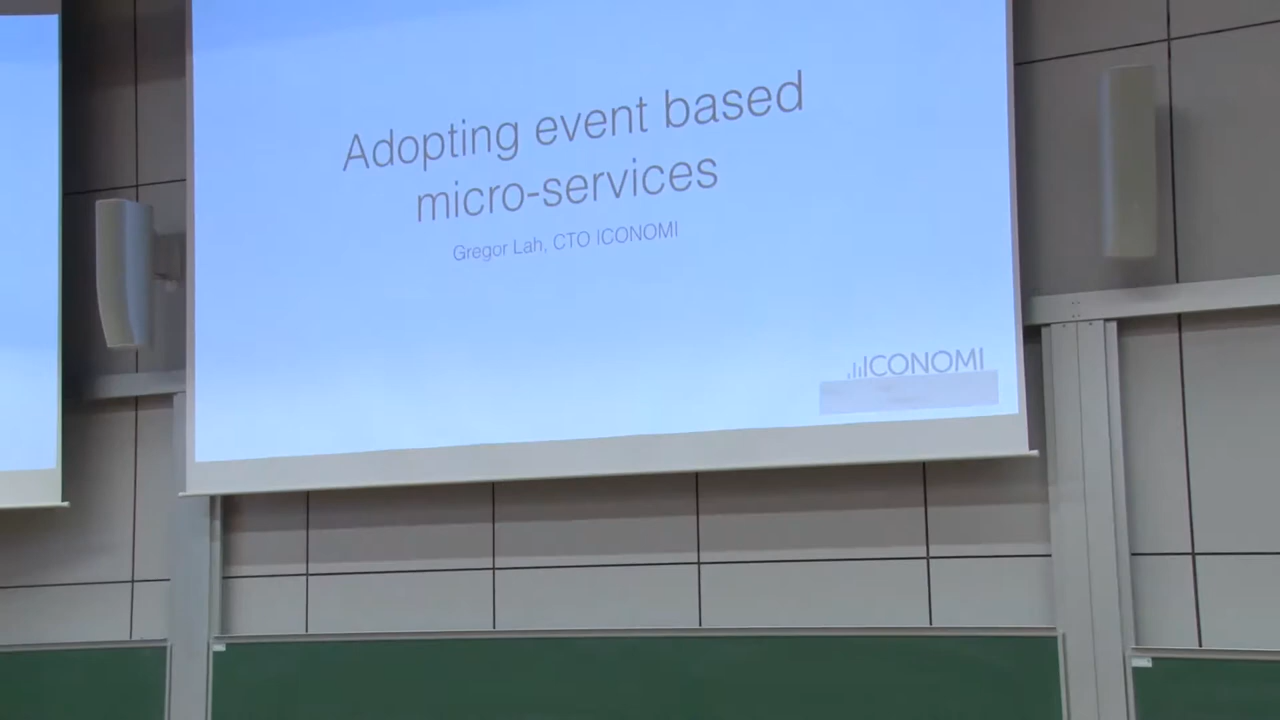 Adopting event based
micro-services
Gregor Lah, CTO ICONOMI
ICONOMI